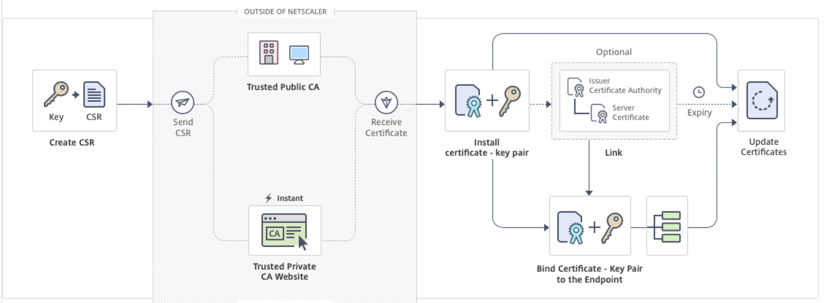 OUTSIDE OF NETSCALER
Key
CSR
Create CSR
Send
CSR
Trusted Public CA
Instant
CA
Trusted Private
CA Website
Receive
Certificate
Install
certificate - key pair
Optional
Issuer
Certificate Authority
Server
Certificate
Link
Expiry
Update
Certificates
Bind Certificate - Key Pair
to the Endpoint